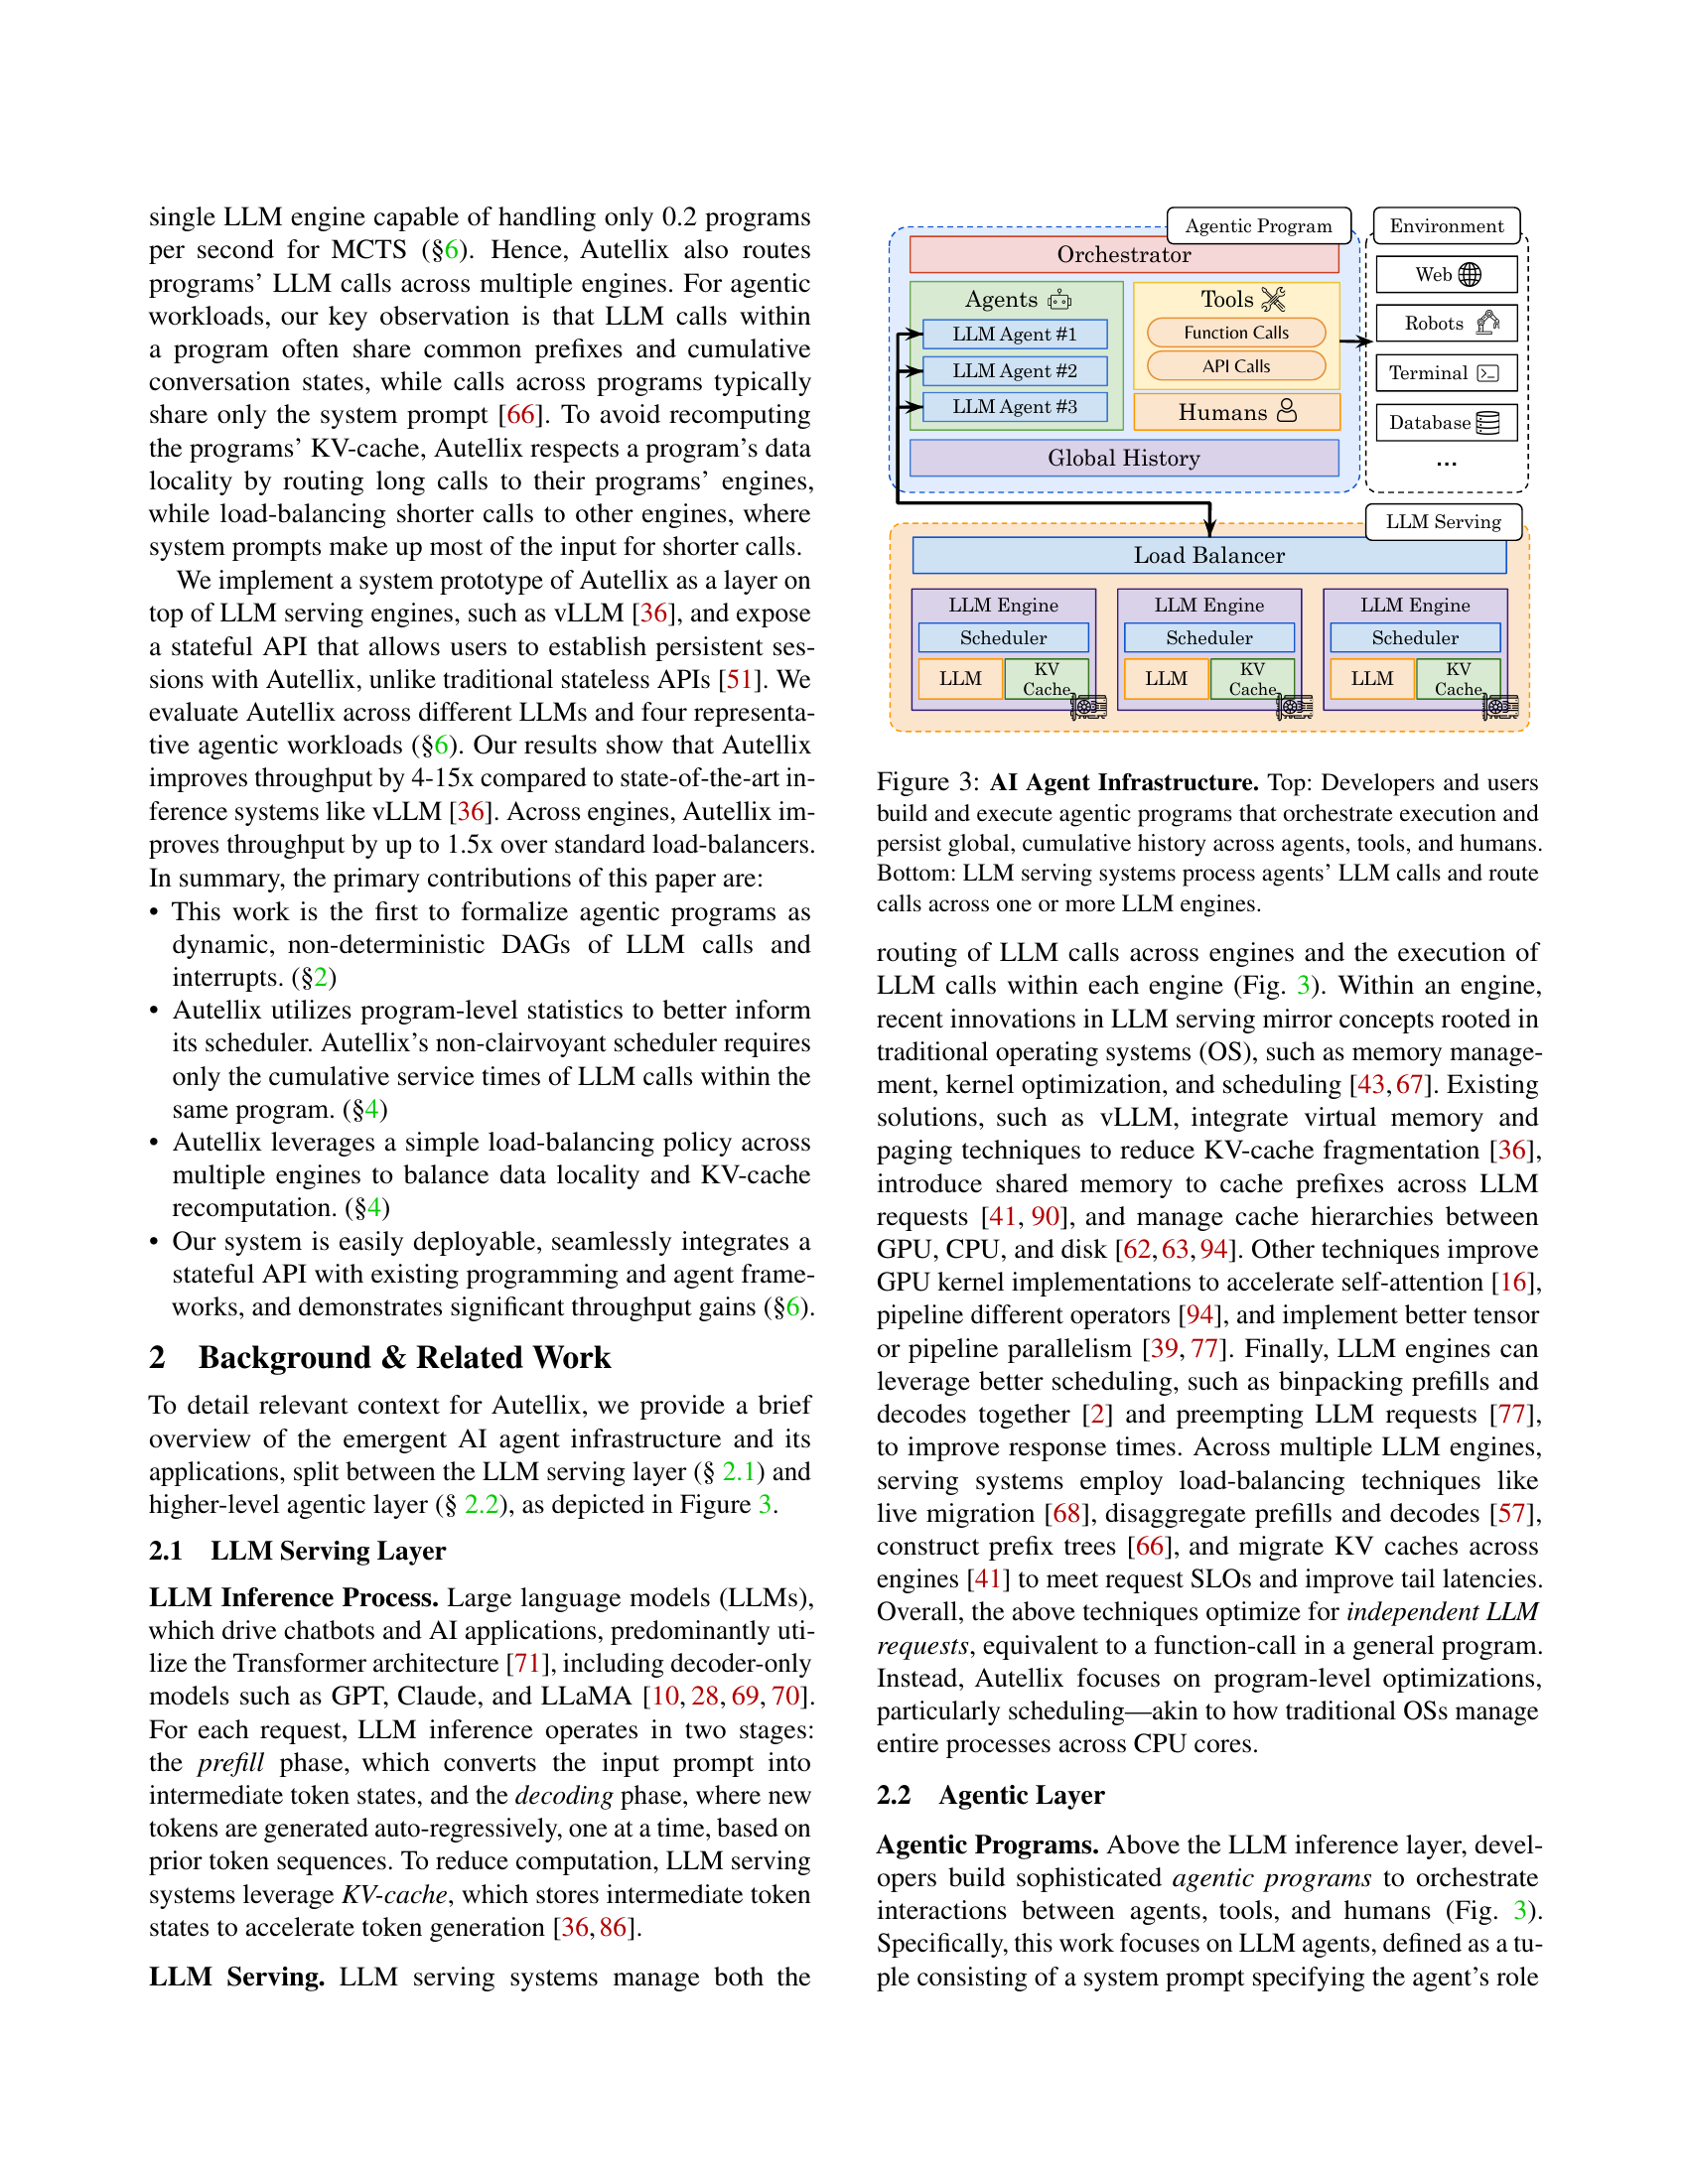 single LLM engine capable of handling only 0.2 programs
per second for MCTS (§6). Hence, Autellix also routes
programs’ LLM calls across multiple engines. For agentic
workloads, our key observation is that LLM calls within
a program often share common prefixes and cumulative
conversation states, while calls across programs typically
share only the system prompt [66]. To avoid recomputing
the programs’ KV-cache, Autellix respects a program’s data
locality by routing long calls to their programs’ engines,
while load-balancing shorter calls to other engines, where
system prompts make up most of the input for shorter calls.
We implement a system prototype of Autellix as a layer on
top of LLM serving engines, such as vLLM [36], and expose
a stateful API that allows users to establish persistent ses-
sions with Autellix, unlike traditional stateless APIs [51]. We
evaluate Autellix across different LLMs and four representa-
tive agentic workloads (§6). Our results show that Autellix
improves throughput by 4-15x compared to state-of-the-art in-
ference systems like vLLM [36]. Across engines, Autellix im-
proves throughput by up to 1.5x over standard load-balancers.
In summary, the primary contributions of this paper are:
• This work is the first to formalize agentic programs as
dynamic, non-deterministic DAGs of LLM calls and
interrupts. (§2)
• Autellix utilizes program-level statistics to better inform
its scheduler. Autellix’s non-clairvoyant scheduler requires
only the cumulative service times of LLM calls within the
same program. (§4)
• Autellix leverages a simple load-balancing policy across
multiple engines to balance data locality and KV-cache
recomputation. (§4)
• Our system is easily deployable, seamlessly integrates a
stateful API with existing programming and agent frame-
works, and demonstrates significant throughput gains (§6).
2 Background & Related Work
To detail relevant context for Autellix, we provide a brief
overview of the emergent AI agent infrastructure and its
applications, split between the LLM serving layer (§ 2.1) and
higher-level agentic layer (§ 2.2), as depicted in Figure 3.
2.1 LLM Serving Layer
LLM Inference Process. Large language models (LLMs),
which drive chatbots and AI applications, predominantly uti-
lize the Transformer architecture [71], including decoder-only
models such as GPT, Claude, and LLaMA [10, 28, 69, 70].
For each request, LLM inference operates in two stages:
the prefill phase, which converts the input prompt into
intermediate token states, and the decoding phase, where new
tokens are generated auto-regressively, one at a time, based on
prior token sequences. To reduce computation, LLM serving
systems leverage KV-cache, which stores intermediate token
states to accelerate token generation [36, 86].
LLM Serving. LLM serving systems manage both the
Agentic Program
Environment
Orchestrator
Agents
LLM Agent #1
LLM Agent #2
LLM Agent #3
Tools
Function Calls
API Calls
Humans
Global History
Web
Robots
Terminal
Database
...
LLM Serving
Load Balancer
LLM Engine
Scheduler
LLM
KV
Cache
LLM Engine
Scheduler
LLM
KV
Cache
LLM Engine
Scheduler
LLM
KV
Cache
Figure 3: AI Agent Infrastructure. Top: Developers and users
build and execute agentic programs that orchestrate execution and
persist global, cumulative history across agents, tools, and humans.
Bottom: LLM serving systems process agents’ LLM calls and route
calls across one or more LLM engines.
routing of LLM calls across engines and the execution of
LLM calls within each engine (Fig. 3). Within an engine,
recent innovations in LLM serving mirror concepts rooted in
traditional operating systems (OS), such as memory manage-
ment, kernel optimization, and scheduling [43, 67]. Existing
solutions, such as vLLM, integrate virtual memory and
paging techniques to reduce KV-cache fragmentation [36],
introduce shared memory to cache prefixes across LLM
requests [41, 90], and manage cache hierarchies between
GPU, CPU, and disk [62, 63, 94]. Other techniques improve
GPU kernel implementations to accelerate self-attention [16],
pipeline different operators [94], and implement better tensor
or pipeline parallelism [39, 77]. Finally, LLM engines can
leverage better scheduling, such as binpacking prefills and
decodes together [2] and preempting LLM requests [77],
to improve response times. Across multiple LLM engines,
serving systems employ load-balancing techniques like
live migration [68], disaggregate prefills and decodes [57],
construct prefix trees [66], and migrate KV caches across
engines [41] to meet request SLOs and improve tail latencies.
Overall, the above techniques optimize for independent LLM
requests, equivalent to a function-call in a general program.
Instead, Autellix focuses on program-level optimizations,
particularly scheduling—akin to how traditional OSs manage
entire processes across CPU cores.
2.2 Agentic Layer
Agentic Programs. Above the LLM inference layer, devel-
opers build sophisticated agentic programs to orchestrate
interactions between agents, tools, and humans (Fig. 3).
Specifically, this work focuses on LLM agents, defined as a tu-
ple consisting of a system prompt specifying the agent’s role